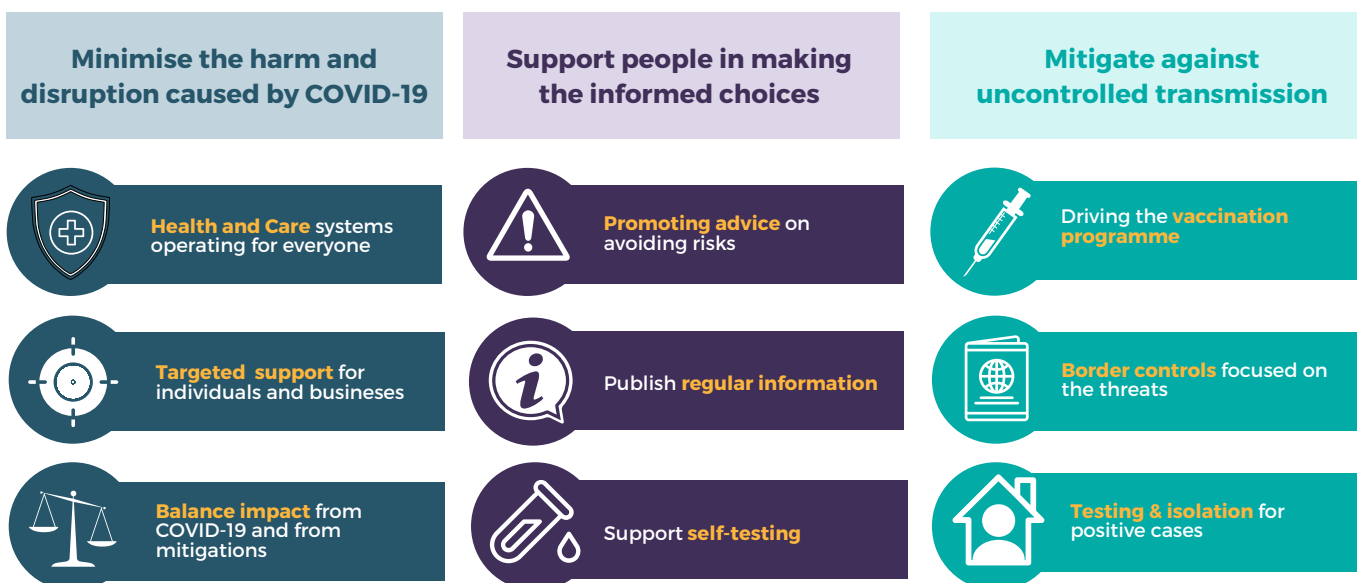 Minimise the harm and
disruption caused by COVID-19
Health and Care systems
operating for everyone
Targeted support for
individuals and busineses
Balance impact from
COVID-19 and from
mitigations
Support people in making
the informed choices
Promoting advice on
avoiding risks
Publish regular information
Support self-testing
Mitigate against
uncontrolled transmission
Driving the vaccination
programme
Border controls focused on
the threats
Testing & isolation for
positive cases